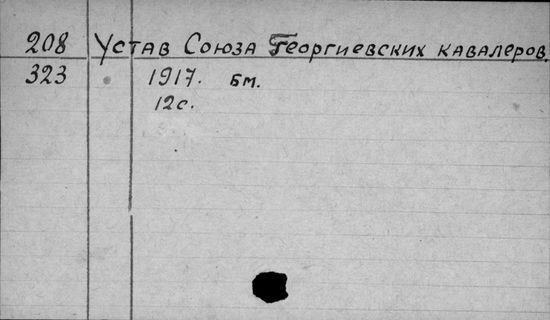 208 Устав Союза Георгиевских кавалеров.
323 1917. Бм.
12с.